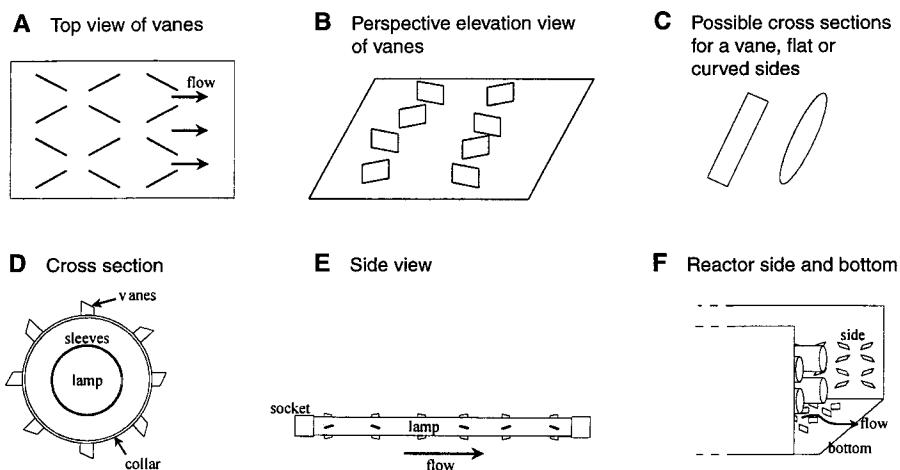 A Top view of vanes
flow
B Perspective elevation view
of vanes
C Possible cross sections
for a vane, flat or
curved sides
D Cross section
vanes
sleeves
lamp
collar
E Side view
socket
lamp
flow
F Reactor side and bottom
side
flow
bottom